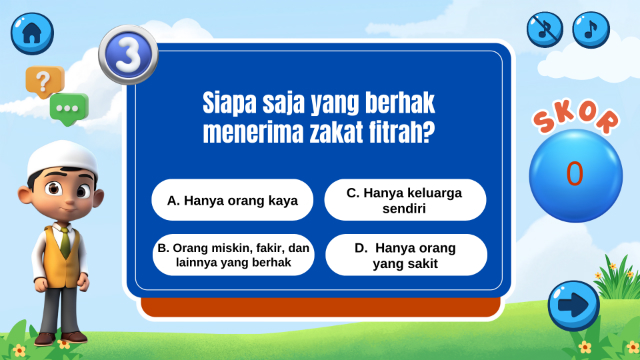 3
Siapa saja yang berhak
menerima zakat fitrah?
A. Hanya orang kaya
C. Hanya keluarga
sendiri
B. Orang miskin, fakir, dan
lainnya yang berhak
D. Hanya orang
yang sakit
?
SKOR
0